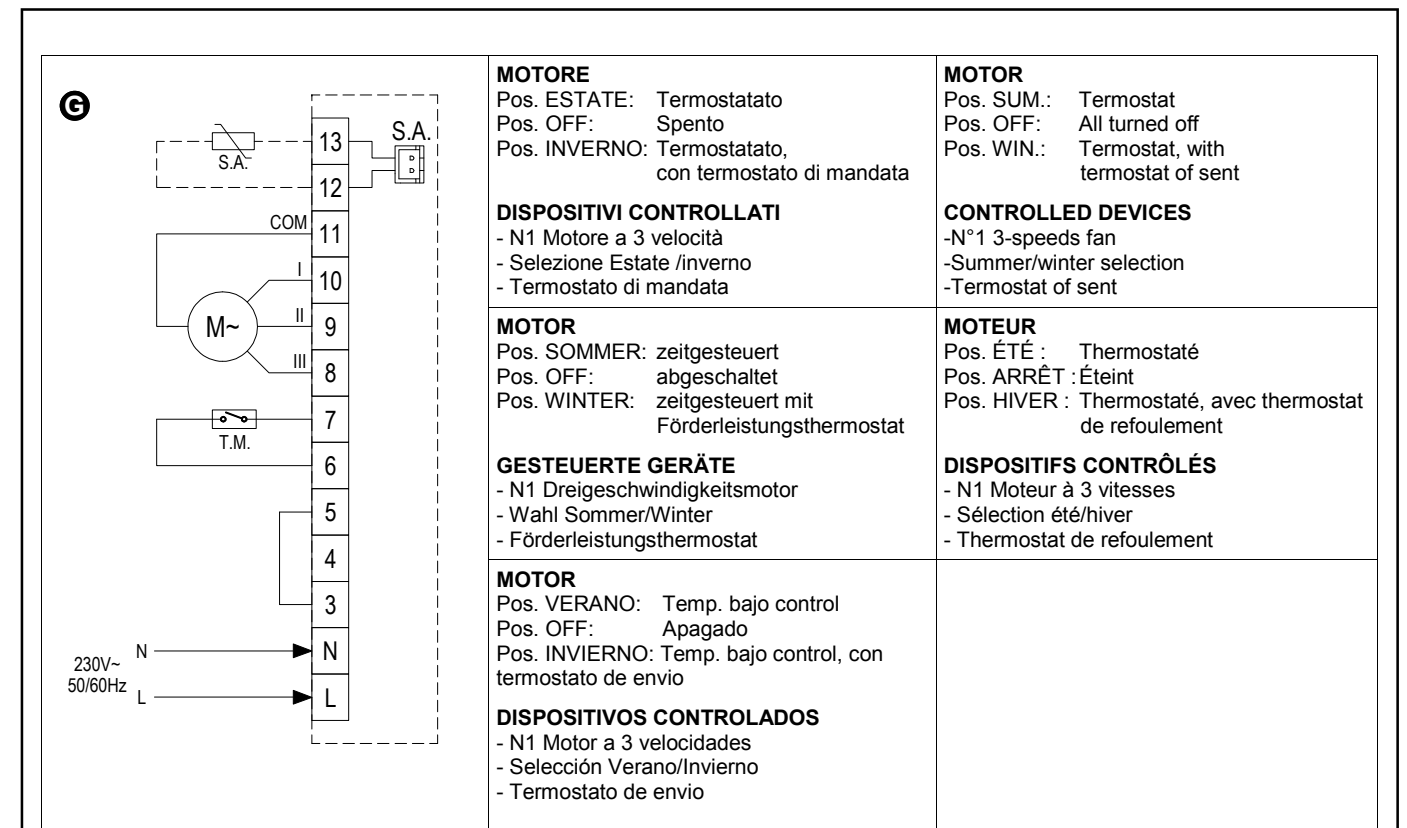 G
S.A.
S.A.
13
12
COM 11
I 10
M~ II 9
III 8
7
T.M.
6
5
4
3
230V~ N N
50/60Hz L L
MOTORE
Pos. ESTATE: Termostatato
Pos. OFF: Spento
Pos. INVERNO: Termostatato,
con termostato di mandata
DISPOSITIVI CONTROLLATI
- N1 Motore a 3 velocità
- Selezione Estate /inverno
- Termostato di mandata
MOTOR
Pos. SUM.: Termostat
Pos. OFF: All turned off
Pos. WIN.: Termostat, with
termostat of sent
CONTROLLED DEVICES
-N°1 3-speeds fan
-Summer/winter selection
-Termostat of sent
MOTOR
Pos. SOMMER: zeitgesteuert
Pos. OFF: abgeschaltet
Pos. WINTER: zeitgesteuert mit
Förderleistungsthermostat
GESTEUERTE GERÄTE
- N1 Dreigeschwindigkeitsmotor
- Wahl Sommer/Winter
- Förderleistungsthermostat
MOTEUR
Pos. ÉTÉ : Thermostaté
Pos. ARRÊT : Éteint
Pos. HIVER : Thermostaté, avec thermostat
de refoulement
DISPOSITIFS CONTRÔLÉS
- N1 Moteur à 3 vitesses
- Sélection été/hiver
- Thermostat de refoulement
MOTOR
Pos. VERANO: Temp. bajo control
Pos. OFF: Apagado
Pos. INVIERNO: Temp. bajo control, con
termostato de envio
DISPOSITIVOS CONTROLADOS
- N1 Motor a 3 velocidades
- Selección Verano/Invierno
- Termostato de envio